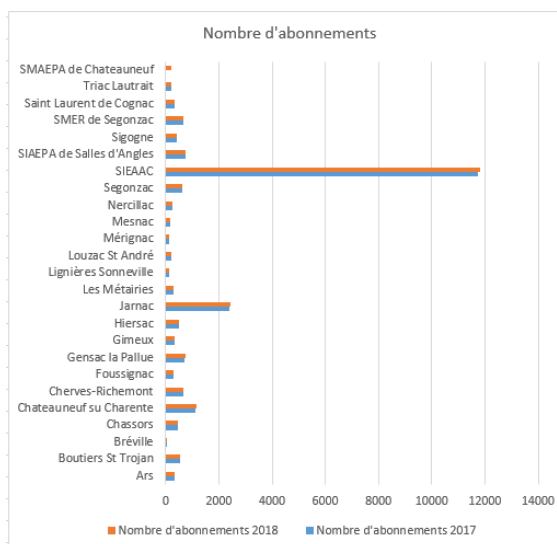 Nombre d'abonnements
SMAEPA de Chateauneuf
Triac Lautrait
Saint Laurent de Cognac
SMER de Segonzac
Sigogne
SIAEPA de Salles d'Angles
SIEAAC
Segonzac
Nercillac
Mesnac
Mérignac
Louzac St André
Lignières Sonneville
Les Métairies
Jarnac
Hiersac
Gimeux
Gensac la Pallue
Foussignac
Cherves-Richemont
Chateauneuf su Charente
Chassors
Bréville
Boutiers St Trojan
Ars
0 2000 4000 6000 8000 10000 12000 14000
Nombre d'abonnements 2018 Nombre d'abonnements 2017